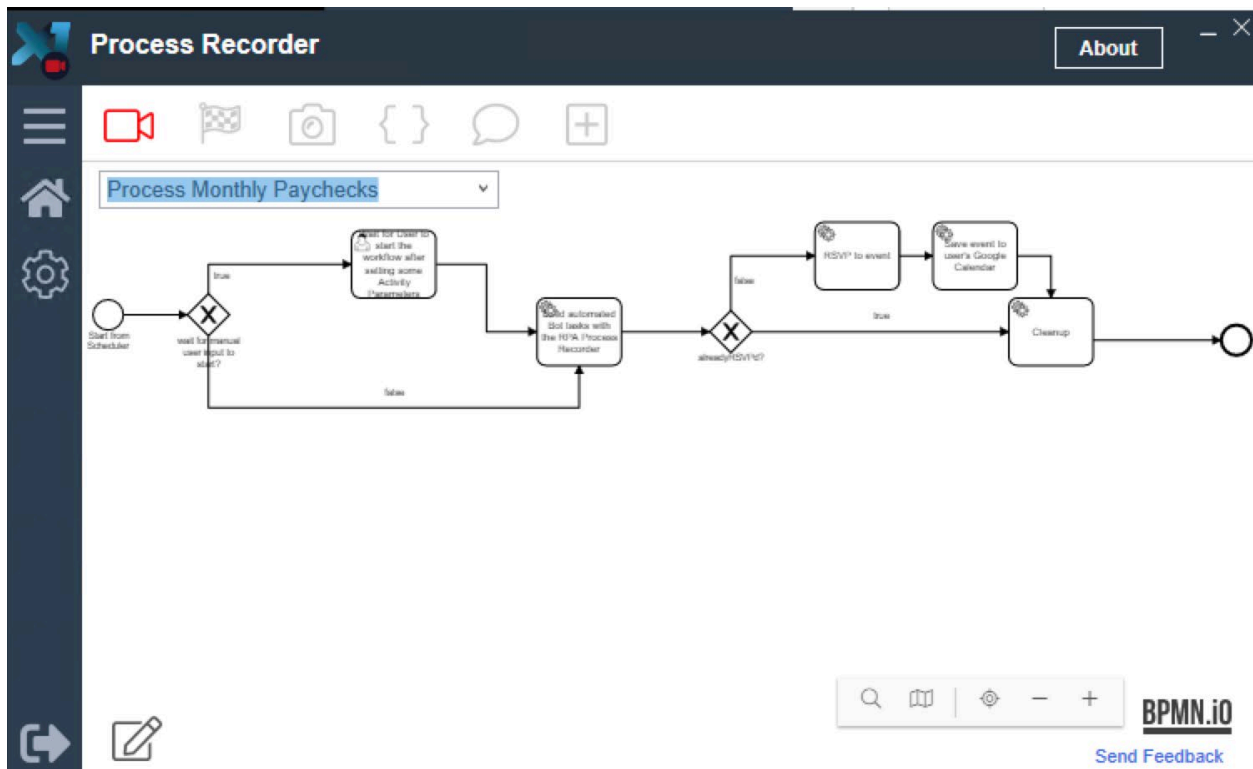 Process Recorder
About
Process Monthly Paychecks
Start from
Scheduler
wait for manual
user input to
start?
true
false
wait for User to
start the
workflow after
setting some
Activity
Parameters
automated
Bot tasks with
the RPA Process
Recorder
alreadyRSVPd?
false
true
RSVP to event
Save event to
user's Google
Calendar
Cleanup
BPMN.iO
Send Feedback